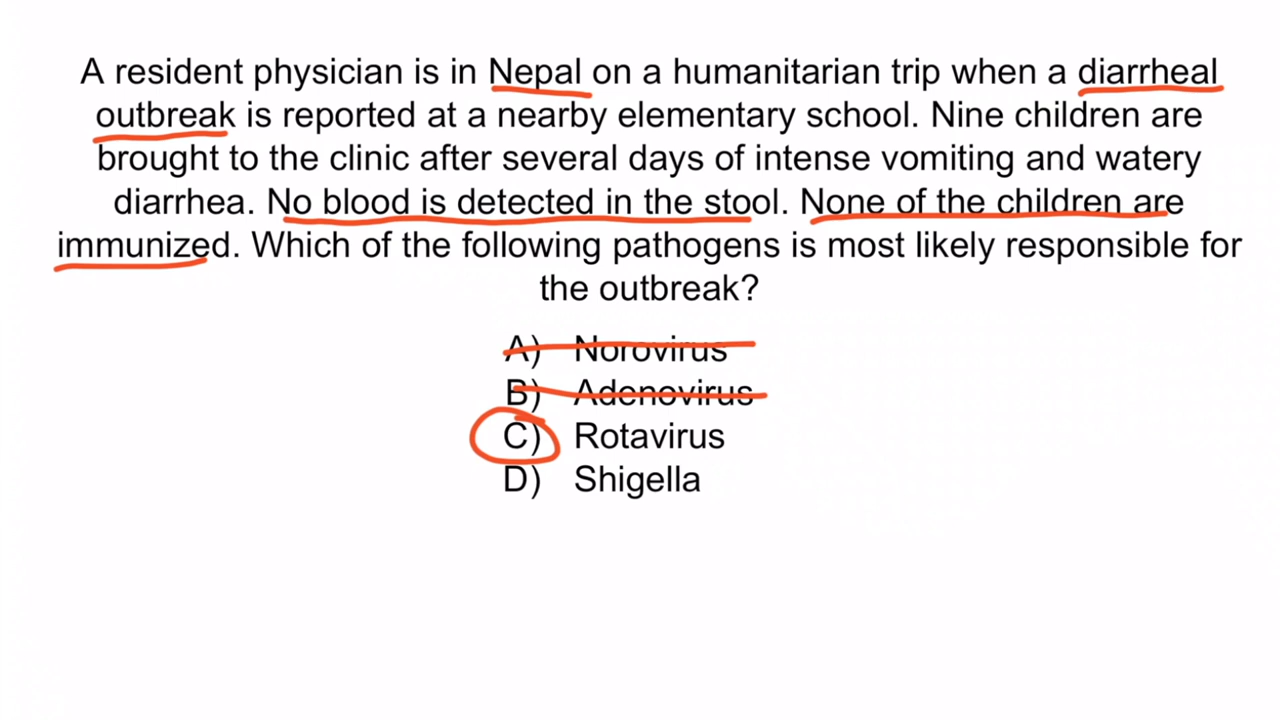 A resident physician is in Nepal on a humanitarian trip when a diarrheal
outbreak is reported at a nearby elementary school. Nine children are
brought to the clinic after several days of intense vomiting and watery
diarrhea. No blood is detected in the stool. None of the children are
immunized. Which of the following pathogens is most likely responsible for
the outbreak?
A) Norovirus
B) Adenovirus
C) Rotavirus
D) Shigella